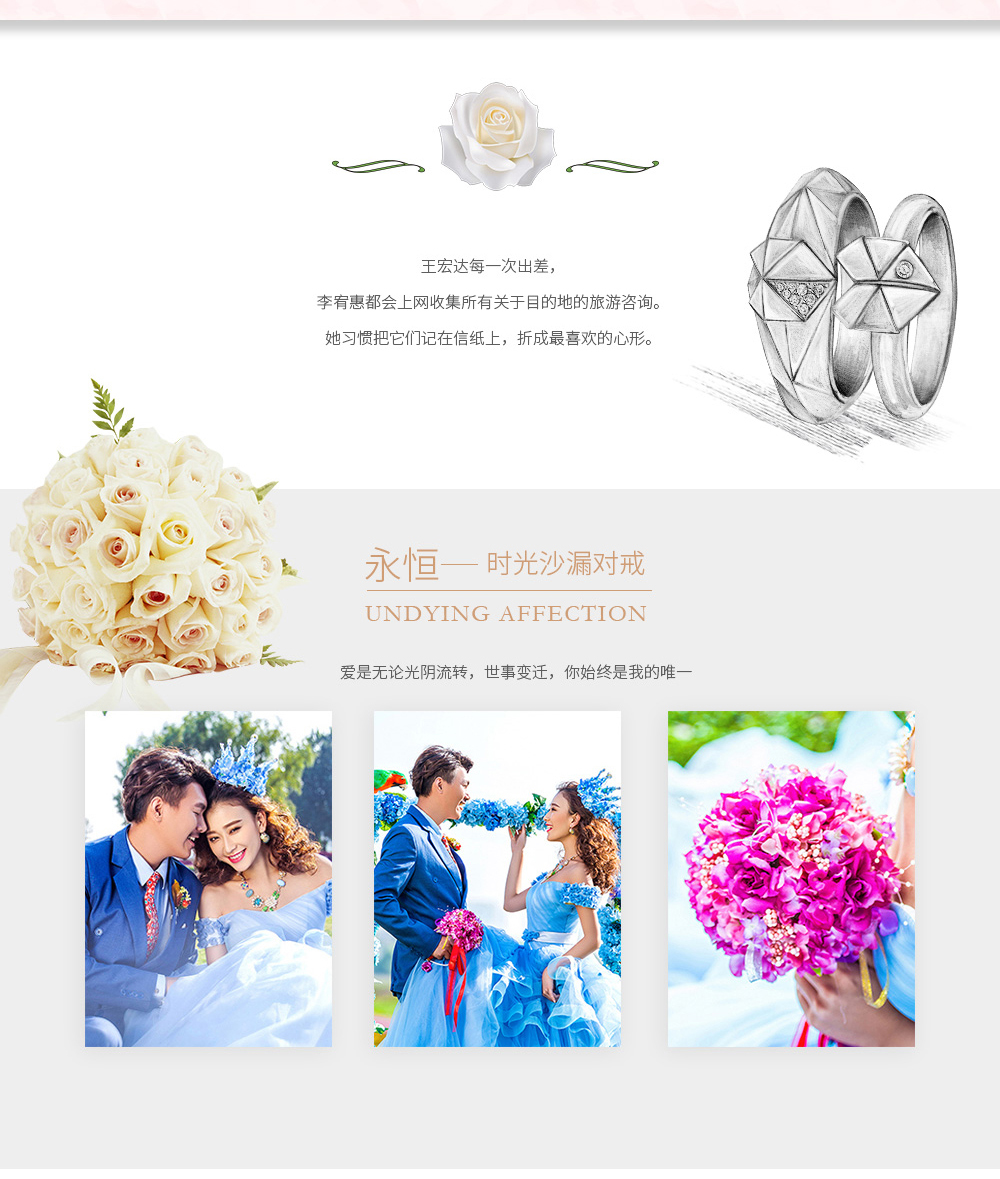 王宏达每一次出差，
李宥惠都会上网收集所有关于目的地的旅游咨询。
她习惯把它们记在信纸上，折成最喜欢的心形。
永恒——时光沙漏对戒
UNDYING AFFECTION
爱是无论光阴流转，世事变迁，你始终是我的唯一